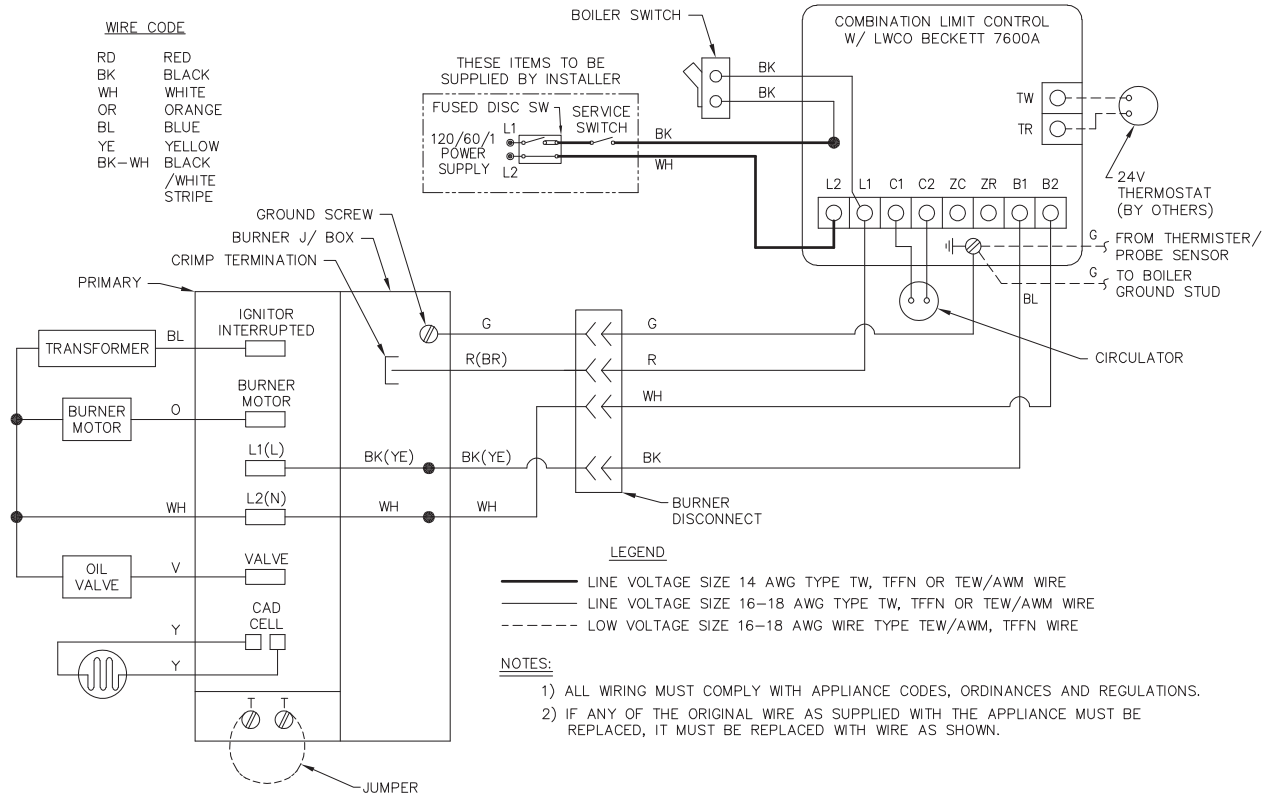 WIRE CODE
RD RED
BK BLACK
WH WHITE
OR ORANGE
BL BLUE
YE YELLOW
BK-WH BLACK
/WHITE
STRIPE
BOILER SWITCH
BK
BK
THESE ITEMS TO BE
SUPPLIED BY INSTALLER
FUSED DISC SW
SERVICE
SWITCH
L1
120/60/1
POWER
SUPPLY
L2
BK
WH
COMBINATION LIMIT CONTROL
W/ LWCO BECKETT 7600A
TW
TR
24V
THERMOSTAT
(BY OTHERS)
L2 L1 C1 C2 ZC ZR B1 B2
G FROM THERMISTER/
PROBE SENSOR
G TO BOILER
GROUND STUD
BL
CIRCULATOR
GROUND SCREW
BURNER J/ BOX
CRIMP TERMINATION
PRIMARY
IGNITOR
INTERRUPTED
TRANSFORMER
BL
BURNER
MOTOR
BURNER
MOTOR
O
L1(L)
BK(YE)
BK(YE)
BK
L2(N)
WH
WH
WH
G
G
R(BR)
R
WH
BURNER
DISCONNECT
OIL
VALVE
V
VALVE
CAD
CELL
Y
Y
T T
JUMPER
LEGEND
LINE VOLTAGE SIZE 14 AWG TYPE TW, TFFN OR TEW/AWM WIRE
LINE VOLTAGE SIZE 16-18 AWG TYPE TW, TFFN OR TEW/AWM WIRE
LOW VOLTAGE SIZE 16-18 AWG WIRE TYPE TEW/AWM, TFFN WIRE
NOTES:
1) ALL WIRING MUST COMPLY WITH APPLIANCE CODES, ORDINANCES AND REGULATIONS.
2) IF ANY OF THE ORIGINAL WIRE AS SUPPLIED WITH THE APPLIANCE MUST BE
REPLACED, IT MUST BE REPLACED WITH WIRE AS SHOWN.